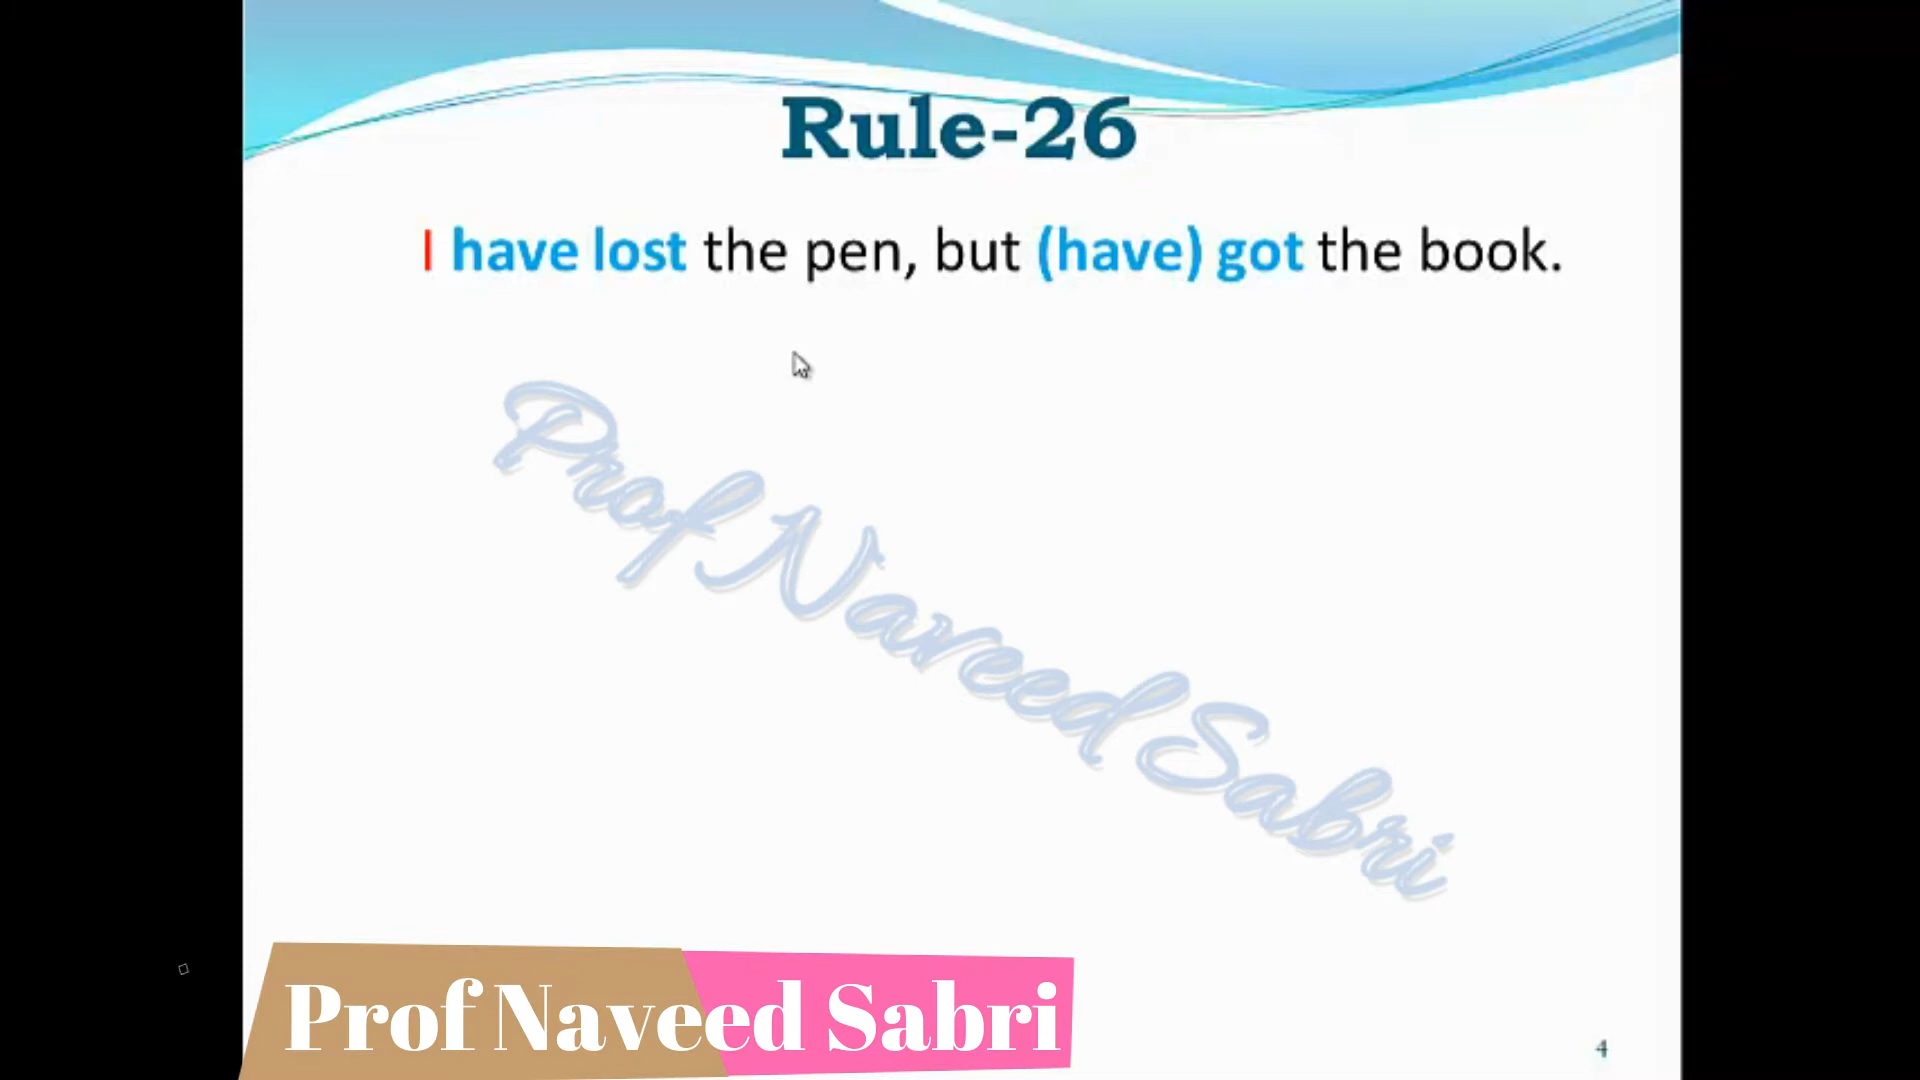 Rule-26
I have lost the pen, but (have) got the book.
Prof Naveed Sabri
Prof Naveed Sabri
4